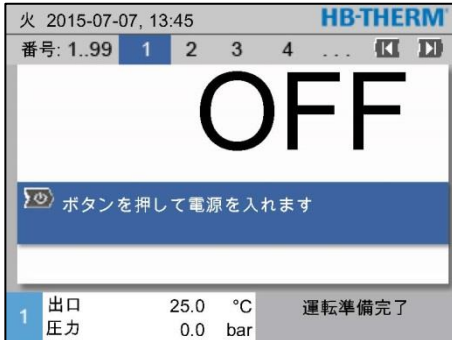 火 2015-07-07, 13:45 HB-THERM
番号: 1..99 1 2 3 4 ...
OFF
ボタンを押して電源を入れます
1 出口 25.0 °C 運転準備完了
圧力 0.0 bar